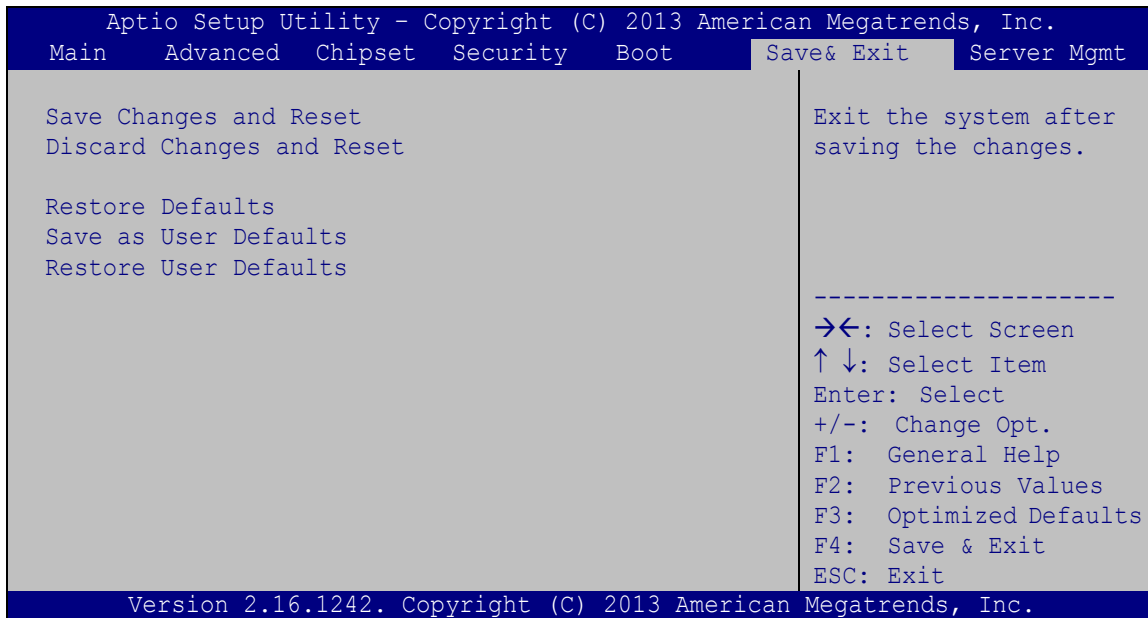 Aptio Setup Utility – Copyright (C) 2013 American Megatrends, Inc.
Main Advanced Chipset Security Boot Save& Exit Server Mgmt
Save Changes and Reset
Discard Changes and Reset
Restore Defaults
Save as User Defaults
Restore User Defaults
Exit the system after
saving the changes.
---------------------
→←: Select Screen
↑ ↓: Select Item
Enter: Select
+/-: Change Opt.
F1: General Help
F2: Previous Values
F3: Optimized Defaults
F4: Save & Exit
ESC: Exit
Version 2.16.1242. Copyright (C) 2013 American Megatrends, Inc.